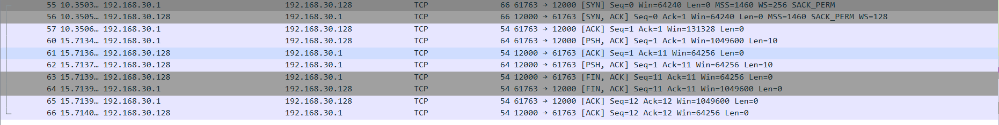 55 10.3503… 192.168.30.1 192.168.30.128 TCP 66 61763 → 12000 [SYN] Seq=0 Win=64240 Len=0 MSS=1460 WS=256 SACK_PERM
56 10.3505… 192.168.30.128 192.168.30.1 TCP 66 12000 → 61763 [SYN, ACK] Seq=0 Ack=1 Win=64240 Len=0 MSS=1460 SACK_PERM WS=128
57 10.3506… 192.168.30.1 192.168.30.128 TCP 54 61763 → 12000 [ACK] Seq=1 Ack=1 Win=131328 Len=0
60 15.7134… 192.168.30.1 192.168.30.128 TCP 64 61763 → 12000 [PSH, ACK] Seq=1 Ack=1 Win=1049600 Len=10
61 15.7136… 192.168.30.128 192.168.30.1 TCP 54 12000 → 61763 [ACK] Seq=1 Ack=11 Win=64256 Len=0
62 15.7137… 192.168.30.128 192.168.30.1 TCP 64 12000 → 61763 [PSH, ACK] Seq=1 Ack=11 Win=64256 Len=10
63 15.7139… 192.168.30.128 192.168.30.1 TCP 54 12000 → 61763 [FIN, ACK] Seq=11 Ack=11 Win=64256 Len=0
64 15.7139… 192.168.30.1 192.168.30.128 TCP 54 61763 → 12000 [FIN, ACK] Seq=11 Ack=11 Win=1049600 Len=0
65 15.7139… 192.168.30.1 192.168.30.128 TCP 54 61763 → 12000 [ACK] Seq=12 Ack=12 Win=1049600 Len=0
66 15.7140… 192.168.30.128 192.168.30.1 TCP 54 12000 → 61763 [ACK] Seq=12 Ack=12 Win=64256 Len=0